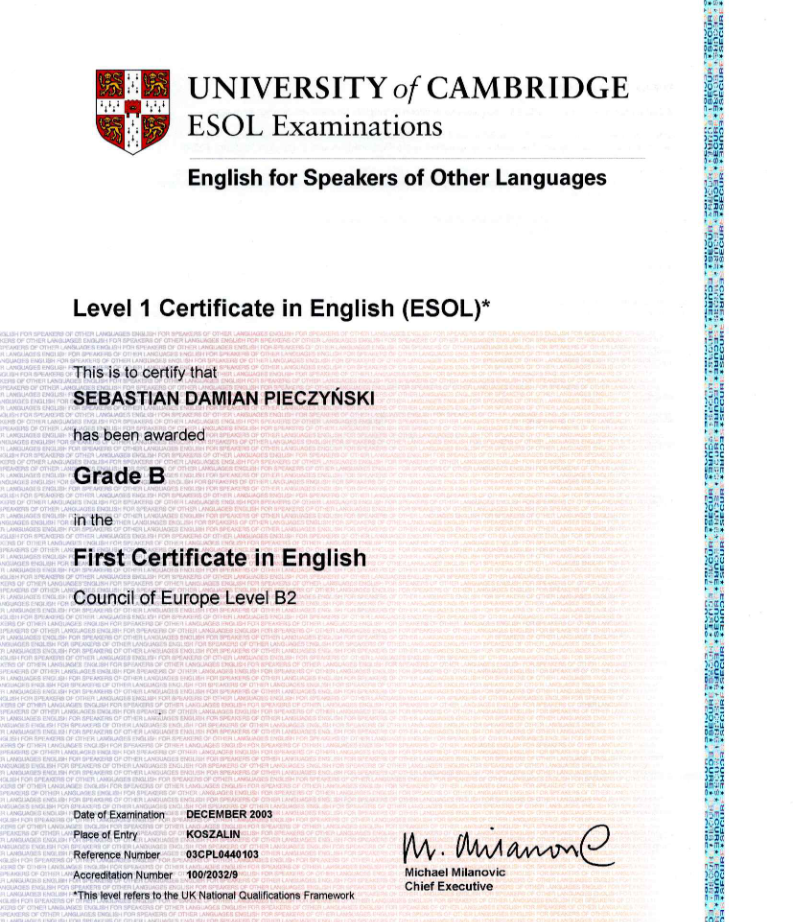 UNIVERSITY of CAMBRIDGE
ESOL Examinations
English for Speakers of Other Languages
Level 1 Certificate in English (ESOL)*
This is to certify that
SEBASTIAN DAMIAN PIECZYŃSKI
has been awarded
Grade B
in the
First Certificate in English
Council of Europe Level B2
Date of Examination DECEMBER 2003
Place of Entry KOSZALIN
Reference Number 03CPL0440103
Accreditation Number 100/2032/9
*This level refers to the UK National Qualifications Framework
M. Milanovic
Michael Milanovic
Chief Executive